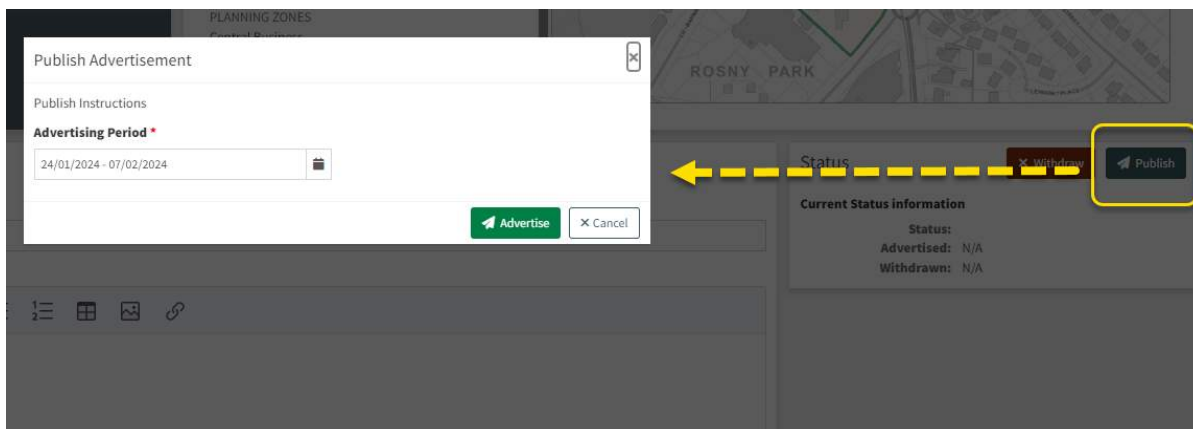 PLANNING ZONES
Central Business
Publish Advertisement
Publish Instructions
Advertising Period *
24/01/2024 - 07/02/2024
Advertise
× Cancel
ROSNY PARK
Status
× Withdraw
Publish
Current Status information
Status:
Advertised: N/A
Withdrawn: N/A